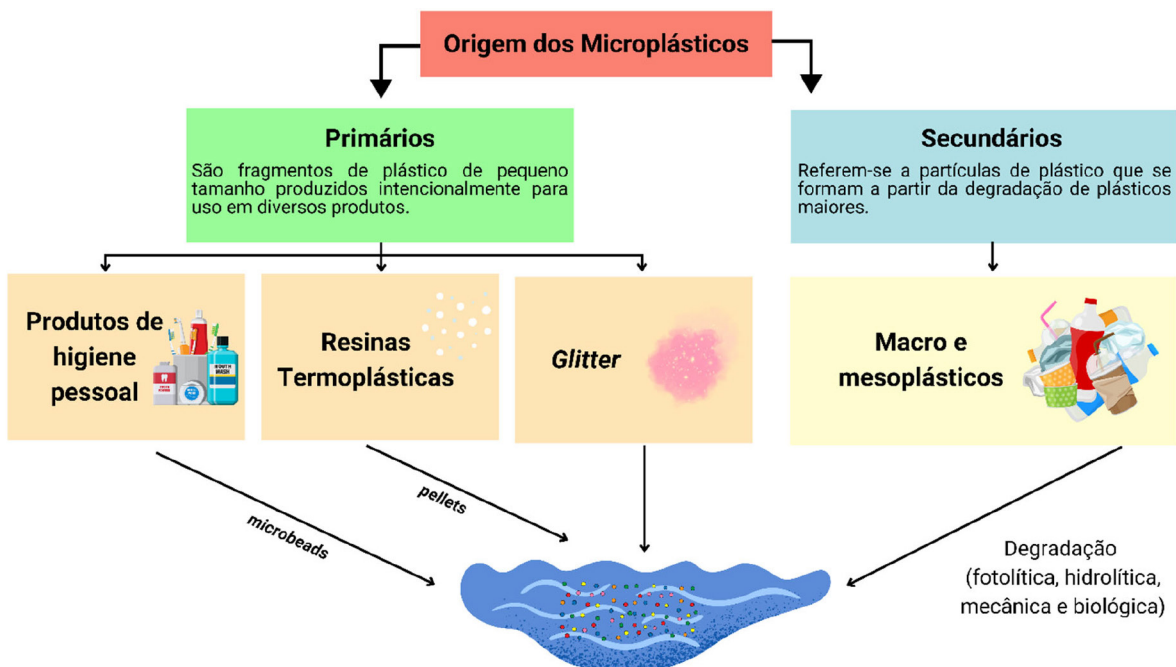 Origem dos Microplásticos
Primários
São fragmentos de plástico de pequeno
tamanho produzidos intencionalmente para
uso em diversos produtos.
Secundários
Referem-se a partículas de plástico que se
formam a partir da degradação de plásticos
maiores.
Produtos de
higiene
pessoal
MOUTH
WASH
Resinas
Termoplásticas
Glitter
Macro e
mesoplásticos
microbeads
pellets
Degradação
(fotolítica, hidrolítica,
mecânica e biológica)